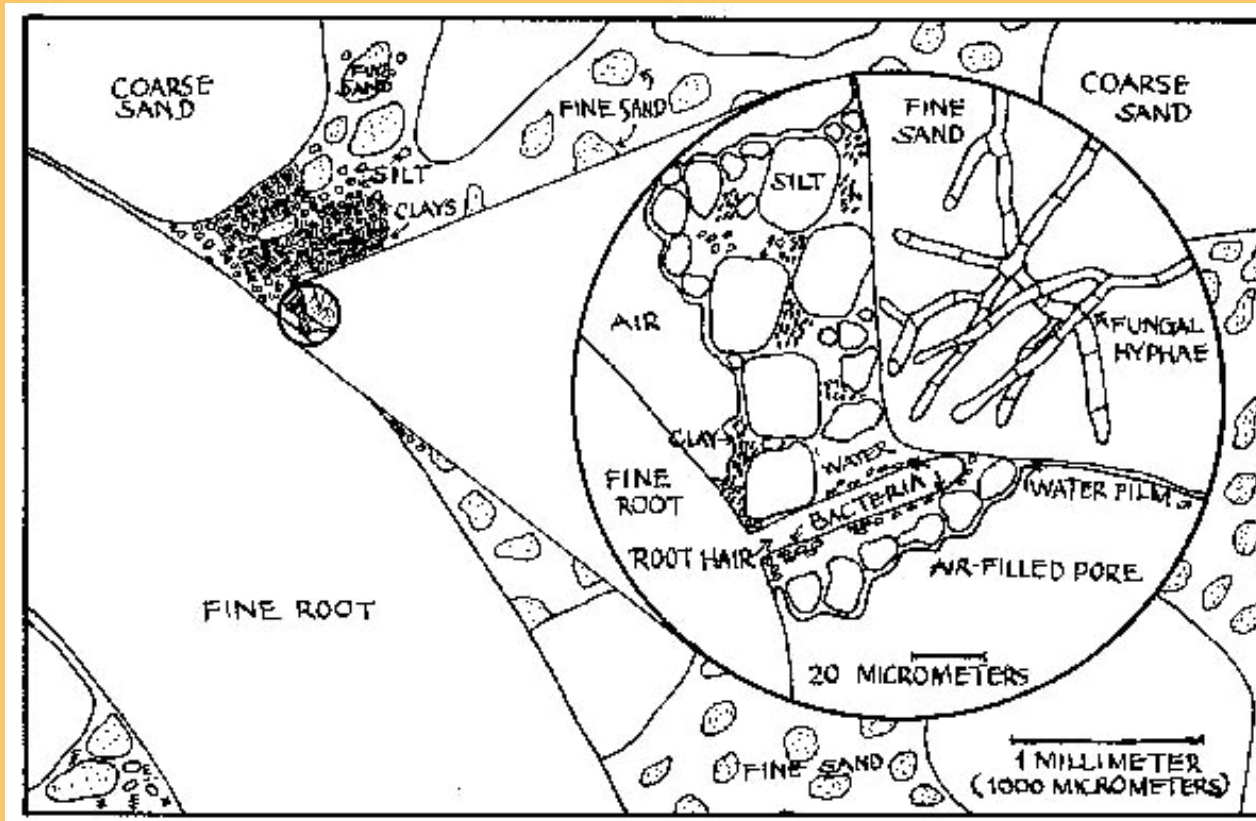 COARSE
SAND
FINE
SAND
FINE SAND
SILT
CLAYS
COARSE
SAND
FINE
SAND
SILT
AIR
FUNGAL
HYPHAE
CLAY
WATER
FINE
ROOT
BACTERIA
WATER FILM
ROOT HAIR
AIR-FILLED PORE
20 MICROMETERS
FINE ROOT
FINE SAND
1 MILLIMETER
(1000 MICROMETERS)